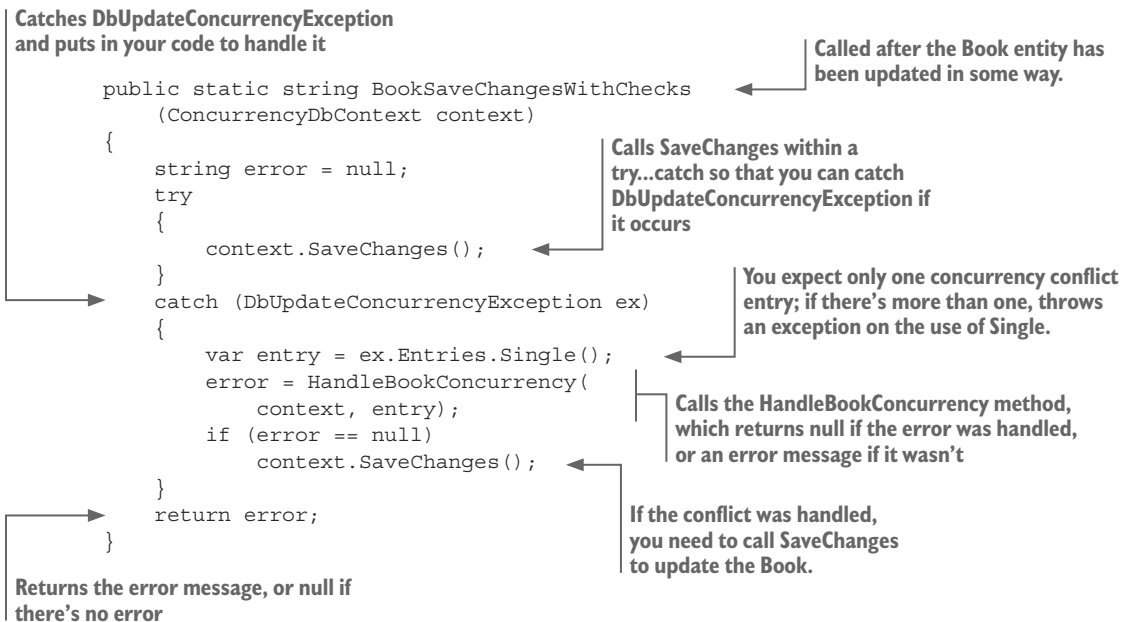 Catches DbUpdateConcurrencyException
and puts in your code to handle it
Called after the Book entity has
been updated in some way.
public static string BookSaveChangesWithChecks
(ConcurrencyDbContext context)
{
Calls SaveChanges within a
try...catch so that you can catch
DbUpdateConcurrencyException if
it occurs
string error = null;
try
{
context.SaveChanges();
}
You expect only one concurrency conflict
entry; if there's more than one, throws
an exception on the use of Single.
catch (DbUpdateConcurrencyException ex)
{
var entry = ex.Entries.Single();
error = HandleBookConcurrency(
context, entry);
Calls the HandleBookConcurrency method,
which returns null if the error was handled,
or an error message if it wasn't
if (error == null)
context.SaveChanges();
}
return error;
}
If the conflict was handled,
you need to call SaveChanges
to update the Book.
Returns the error message, or null if
there's no error